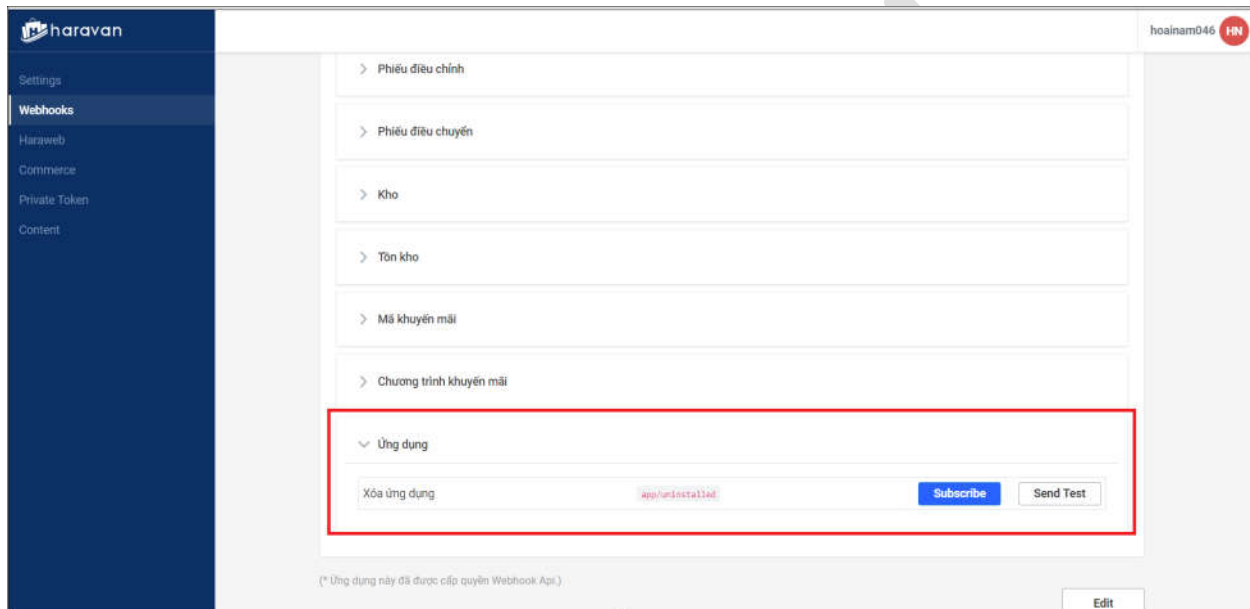 haravan
hoainam046 HN
Settings
Webhooks
Haraweb
Commerce
Private Token
Content
Phiếu điều chỉnh
Phiếu điều chuyển
Kho
Tồn kho
Mã khuyến mãi
Chương trình khuyến mãi
Ứng dụng
Xóa ứng dụng app/uninstalled Subscribe Send Test
(* Ứng dụng này đã được cấp quyền Webhook Api.)
Edit